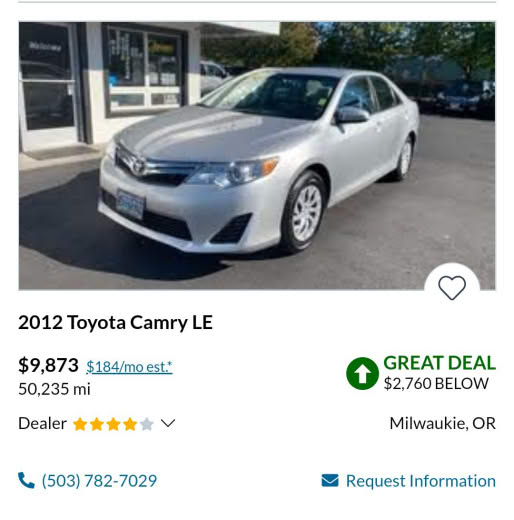 Welcome
2012 Toyota Camry LE
$9,873 $184/mo est.*
GREAT DEAL
50,235 mi
$2,760 BELOW
Dealer
Milwaukie, OR
(503) 782-7029
Request Information